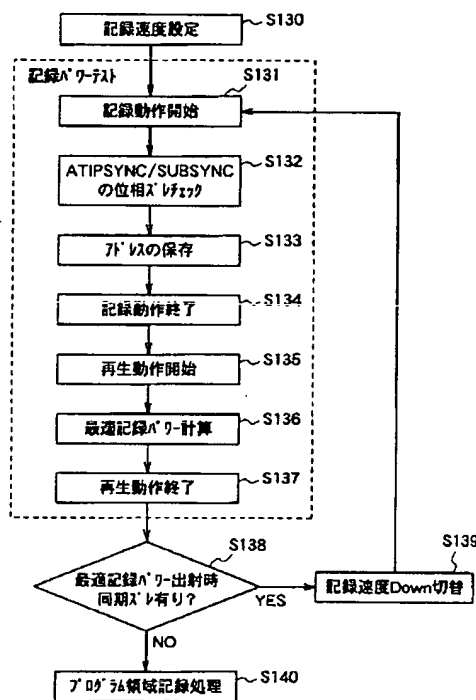 記録速度設定
S130
記録ﾊﾟﾜｰテスト
S131
記録動作開始
S132
ATIPSYNC/SUBSYNC
の位相ｽﾞﾚﾁｪｯｸ
S133
ｱﾄﾞﾚｽの保存
S134
記録動作終了
S135
再生動作開始
S136
最適記録ﾊﾟﾜｰ計算
S137
再生動作終了
S138
最適記録ﾊﾟﾜｰ出射時
同期ｽﾞﾚ有り?
YES
S139
記録速度Down切替
NO
S140
ﾌﾟﾛｸﾞﾗﾑ領域記録処理